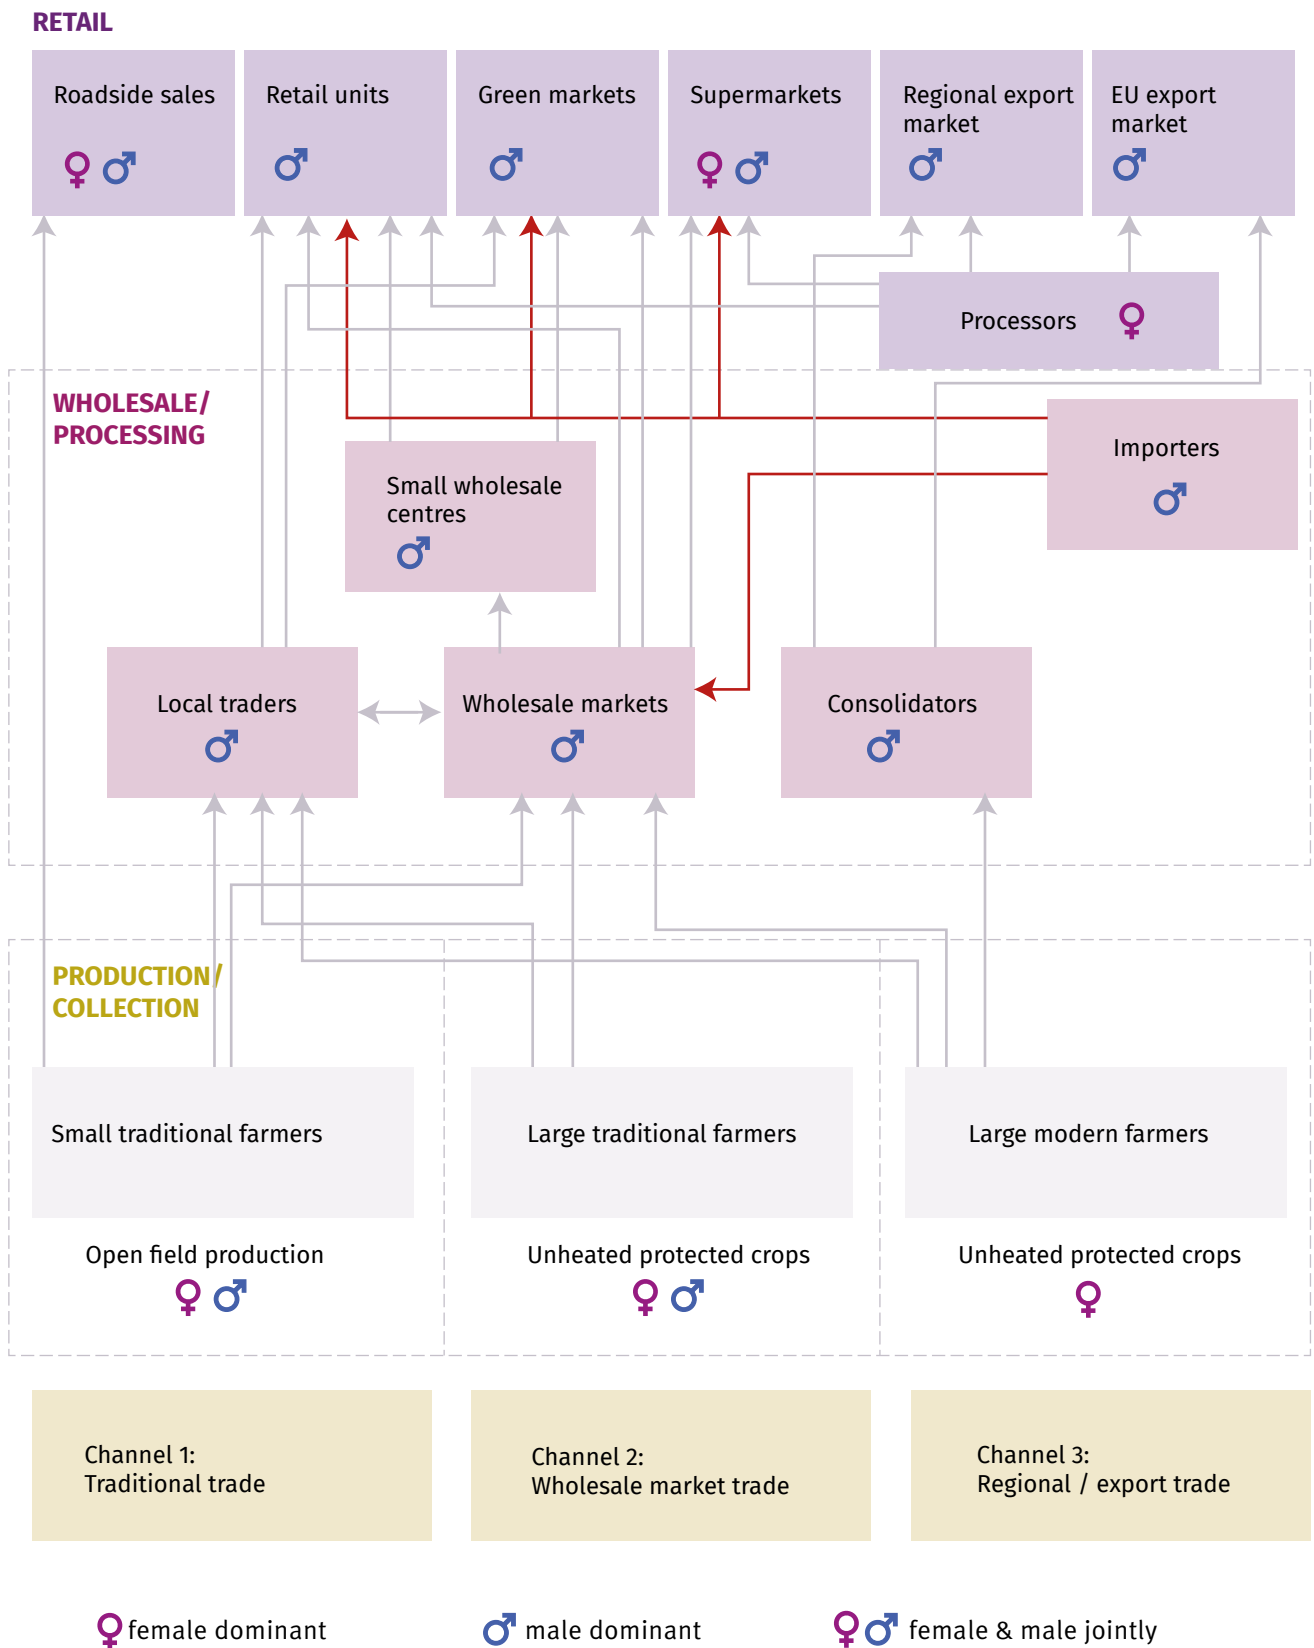 RETAIL
Roadside sales
Retail units
Green markets
Supermarkets
Regional export
market
EU export
market
Processors
WHOLESALE/
PROCESSING
Importers
Small wholesale
centres
Local traders
Wholesale markets
Consolidators
PRODUCTION/
COLLECTION
Small traditional farmers
Large traditional farmers
Large modern farmers
Open field production
Unheated protected crops
Unheated protected crops
Channel 1:
Traditional trade
Channel 2:
Wholesale market trade
Channel 3:
Regional / export trade
female dominant
male dominant
female & male jointly